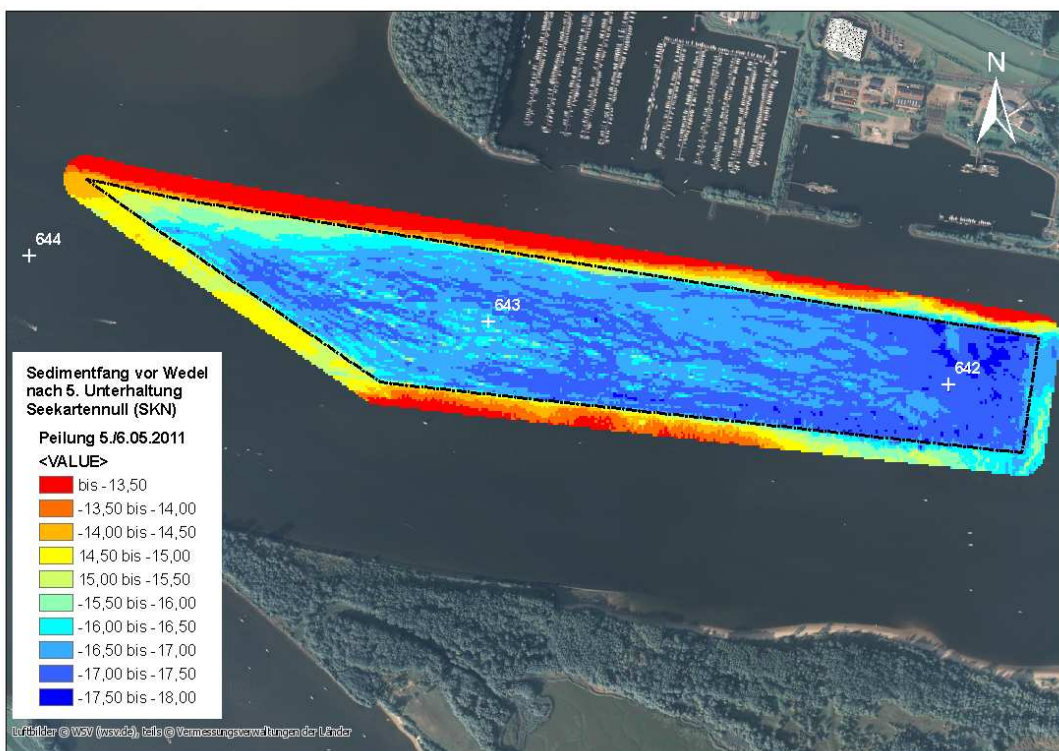 N
644
643
642
Sedimentfang vor Wedel
nach 5. Unterhaltung
Seekartennull (SKN)
Peilung 5./6.05.2011
<VALUE>
bis -13,50
-13,50 bis -14,00
-14,00 bis -14,50
14,50 bis -15,00
15,00 bis -15,50
-15,50 bis -16,00
-16,00 bis -16,50
-16,50 bis -17,00
-17,00 bis -17,50
-17,50 bis -18,00
Luftbilder © WSV (wsv.de), teils © Vermessungsverwaltungen der Länder